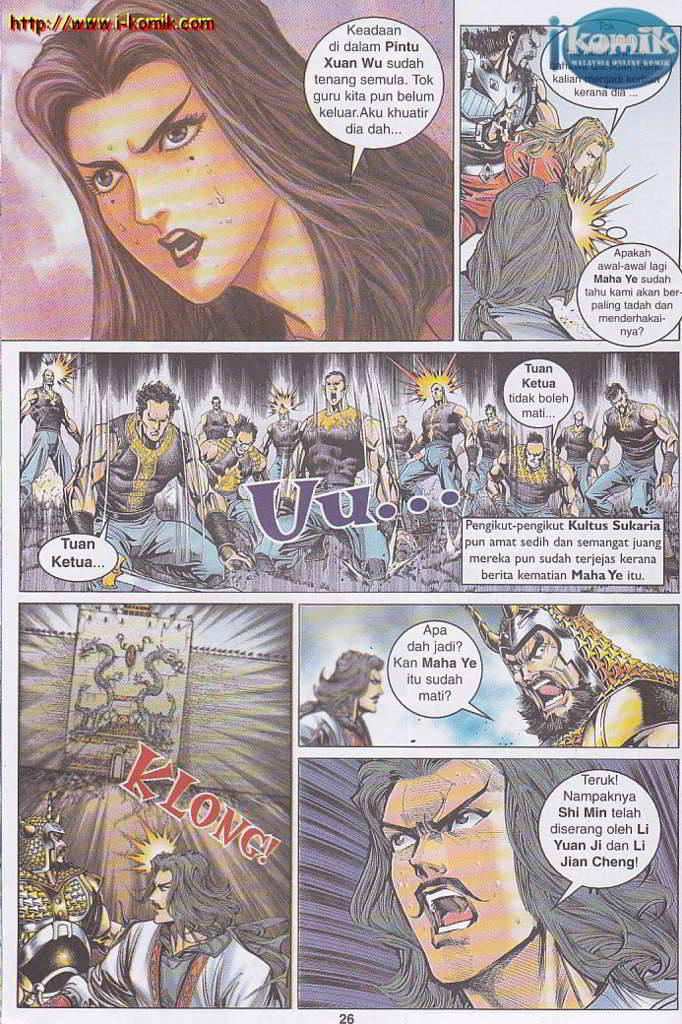 http://www.i-komik.com
Keadaan
di dalam Pintu
Xuan Wu sudah
tenang semula. Tok
guru kita pun belum
keluar.Aku khuatir
dia dah...
ikomik
MALAYSIA ONLINE KOMIK
Tok
kalian menjadi korban
kerana dia ...
Apakah
awal-awal lagi
Maha Ye sudah
tahu kami akan ber-
paling tadah dan
menderhakai-
nya?
Tuan
Ketua
tidak boleh
mati...
Uu...
Tuan
Ketua...
Pengikut-pengikut Kultus Sukaria
pun amat sedih dan semangat juang
mereka pun sudah terjejas kerana
berita kematian Maha Ye itu.
KLONG!
Apa
dah jadi?
Kan Maha Ye
itu sudah
mati?
Teruk!
Nampaknya
Shi Min telah
diserang oleh Li
Yuan Ji dan Li
Jian Cheng!
26